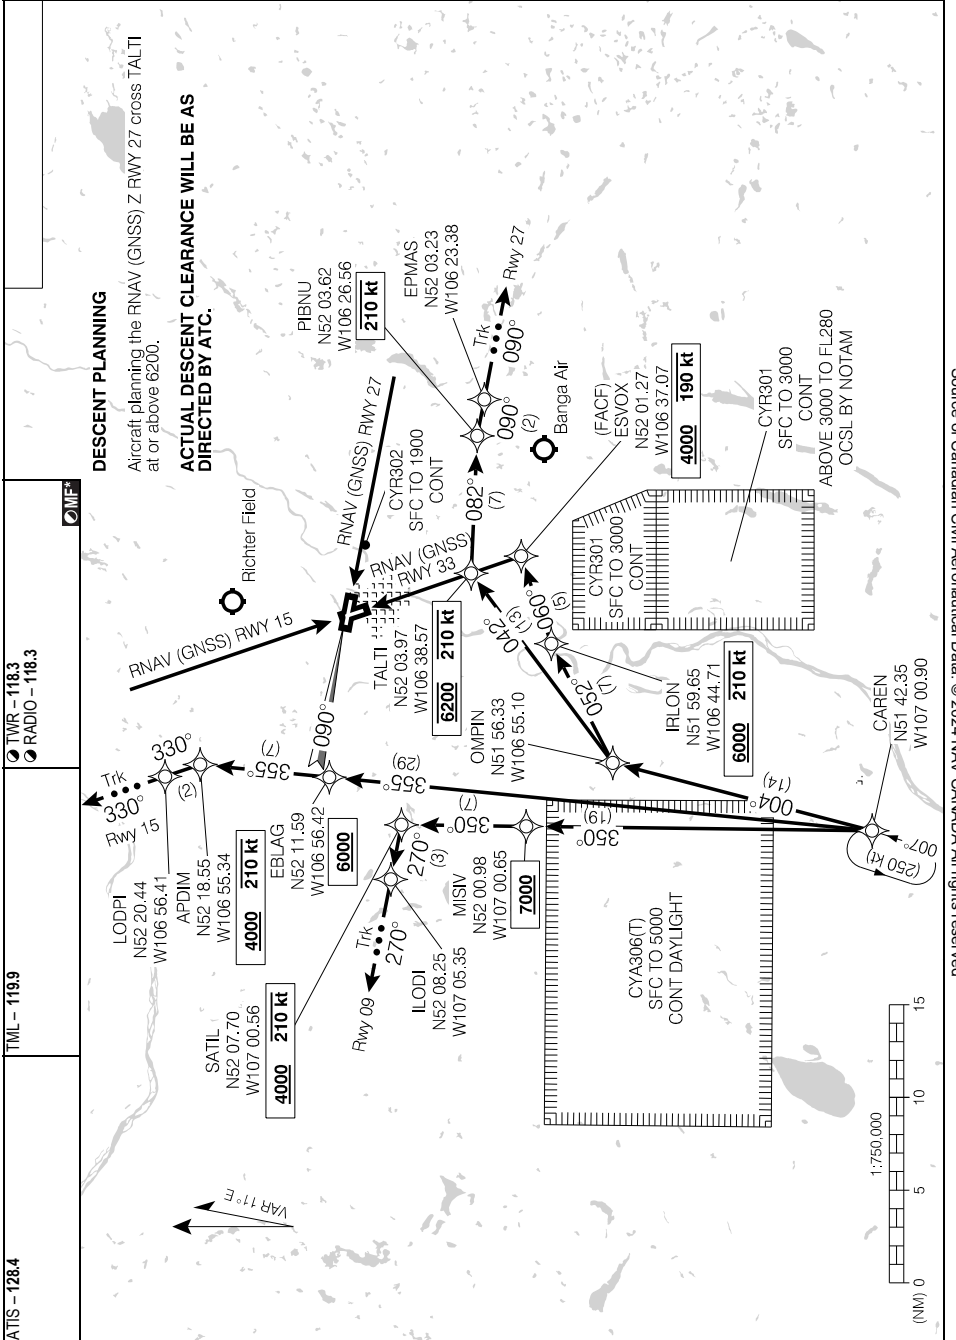 ATIS – 128.4
TML – 119.9
TWR – 118.3
RADIO – 118.3
MF*
DESCENT PLANNING
Aircraft planning the RNAV (GNSS) Z RWY 27 cross TALTI
at or above 6200.
ACTUAL DESCENT CLEARANCE WILL BE AS
DIRECTED BY ATC.
VAR 11° E
LODPI
N52 20.44
W106 56.41
APDIM
N52 18.55
W106 55.34
4000 210 kt
EBLAG
N52 11.59
W106 56.42
6000
Trk
330°
Rwy 15
330°
(2)
355°
(7)
090°
355°
(29)
RNAV (GNSS) RWY 15
Richter Field
RNAV (GNSS) RWY 27
CYR302
SFC TO 1900
CONT
RNAV (GNSS)
RWY 33
PIBNU
N52 03.62
W106 26.56
210 kt
EPMAS
N52 03.23
W106 23.38
Trk
090°
Rwy 27
090°
(2)
082°
(7)
Banga Air
SATIL
N52 07.70
W107 00.56
4000 210 kt
Rwy 09
Trk
270°
270°
(3)
ILODI
N52 08.25
W107 05.35
350°
(7)
MISIV
N52 00.98
W107 00.65
7000
350°
(19)
TALTI
N52 03.97
W106 38.57
6200 210 kt
OMPIN
N51 56.33
W106 55.10
042°
(13)
060°
(5)
052°
(7)
IRLON
N51 59.65
W106 44.71
6000 210 kt
(FACF)
ESVOX
N52 01.27
W106 37.07
4000 190 kt
CYR301
SFC TO 3000
CONT
CYR301
SFC TO 3000
CONT
ABOVE 3000 TO FL280
OCSL BY NOTAM
CYA306(T)
SFC TO 5000
CONT DAYLIGHT
004°
(14)
CAREN
N51 42.35
W107 00.90
007°
(250 kt)
1:750,000
(NM) 0 5 10 15
Source of Canadian Civil Aeronautical Data: © 2024 NAV CANADA All rights reserved